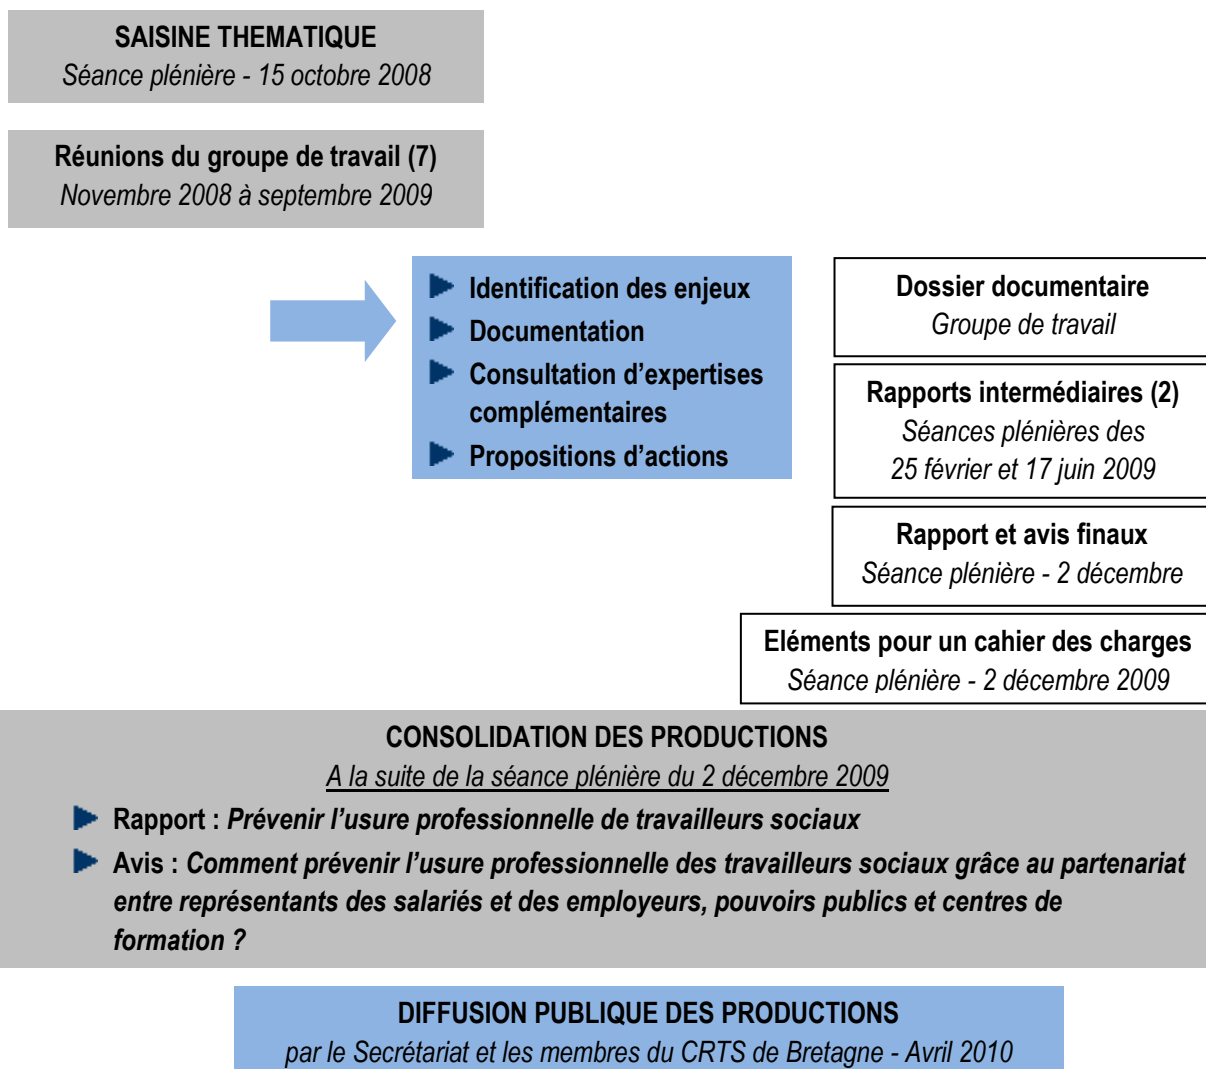 SAISINE THEMATIQUE
Séance plénière - 15 octobre 2008
Réunions du groupe de travail (7)
Novembre 2008 à septembre 2009
Identification des enjeux
Documentation
Consultation d’expertises
complémentaires
Propositions d’actions
Dossier documentaire
Groupe de travail
Rapports intermédiaires (2)
Séances plénières des
25 février et 17 juin 2009
Rapport et avis finaux
Séance plénière - 2 décembre
Eléments pour un cahier des charges
Séance plénière - 2 décembre 2009
CONSOLIDATION DES PRODUCTIONS
A la suite de la séance plénière du 2 décembre 2009
Rapport : Prévenir l’usure professionnelle de travailleurs sociaux
Avis : Comment prévenir l’usure professionnelle des travailleurs sociaux grâce au partenariat
entre représentants des salariés et des employeurs, pouvoirs publics et centres de
formation ?
DIFFUSION PUBLIQUE DES PRODUCTIONS
par le Secrétariat et les membres du CRTS de Bretagne - Avril 2010